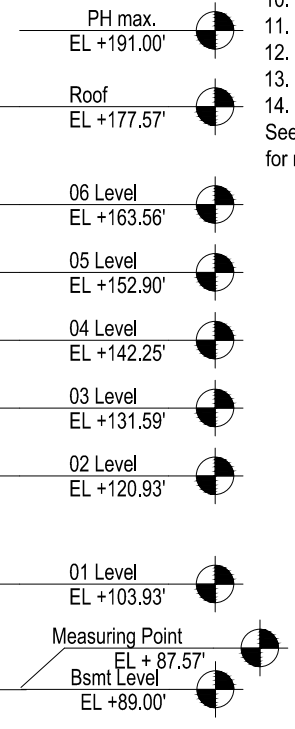 PH max.
EL +191.00'
Roof
EL +177.57'
06 Level
EL +163.56'
05 Level
EL +152.90'
04 Level
EL +142.25'
03 Level
EL +131.59'
02 Level
EL +120.93'
01 Level
EL +103.93'
Measuring Point
EL + 87.57'
Bsmt Level
EL +89.00'
10.
11.
12.
13.
14.
See
for